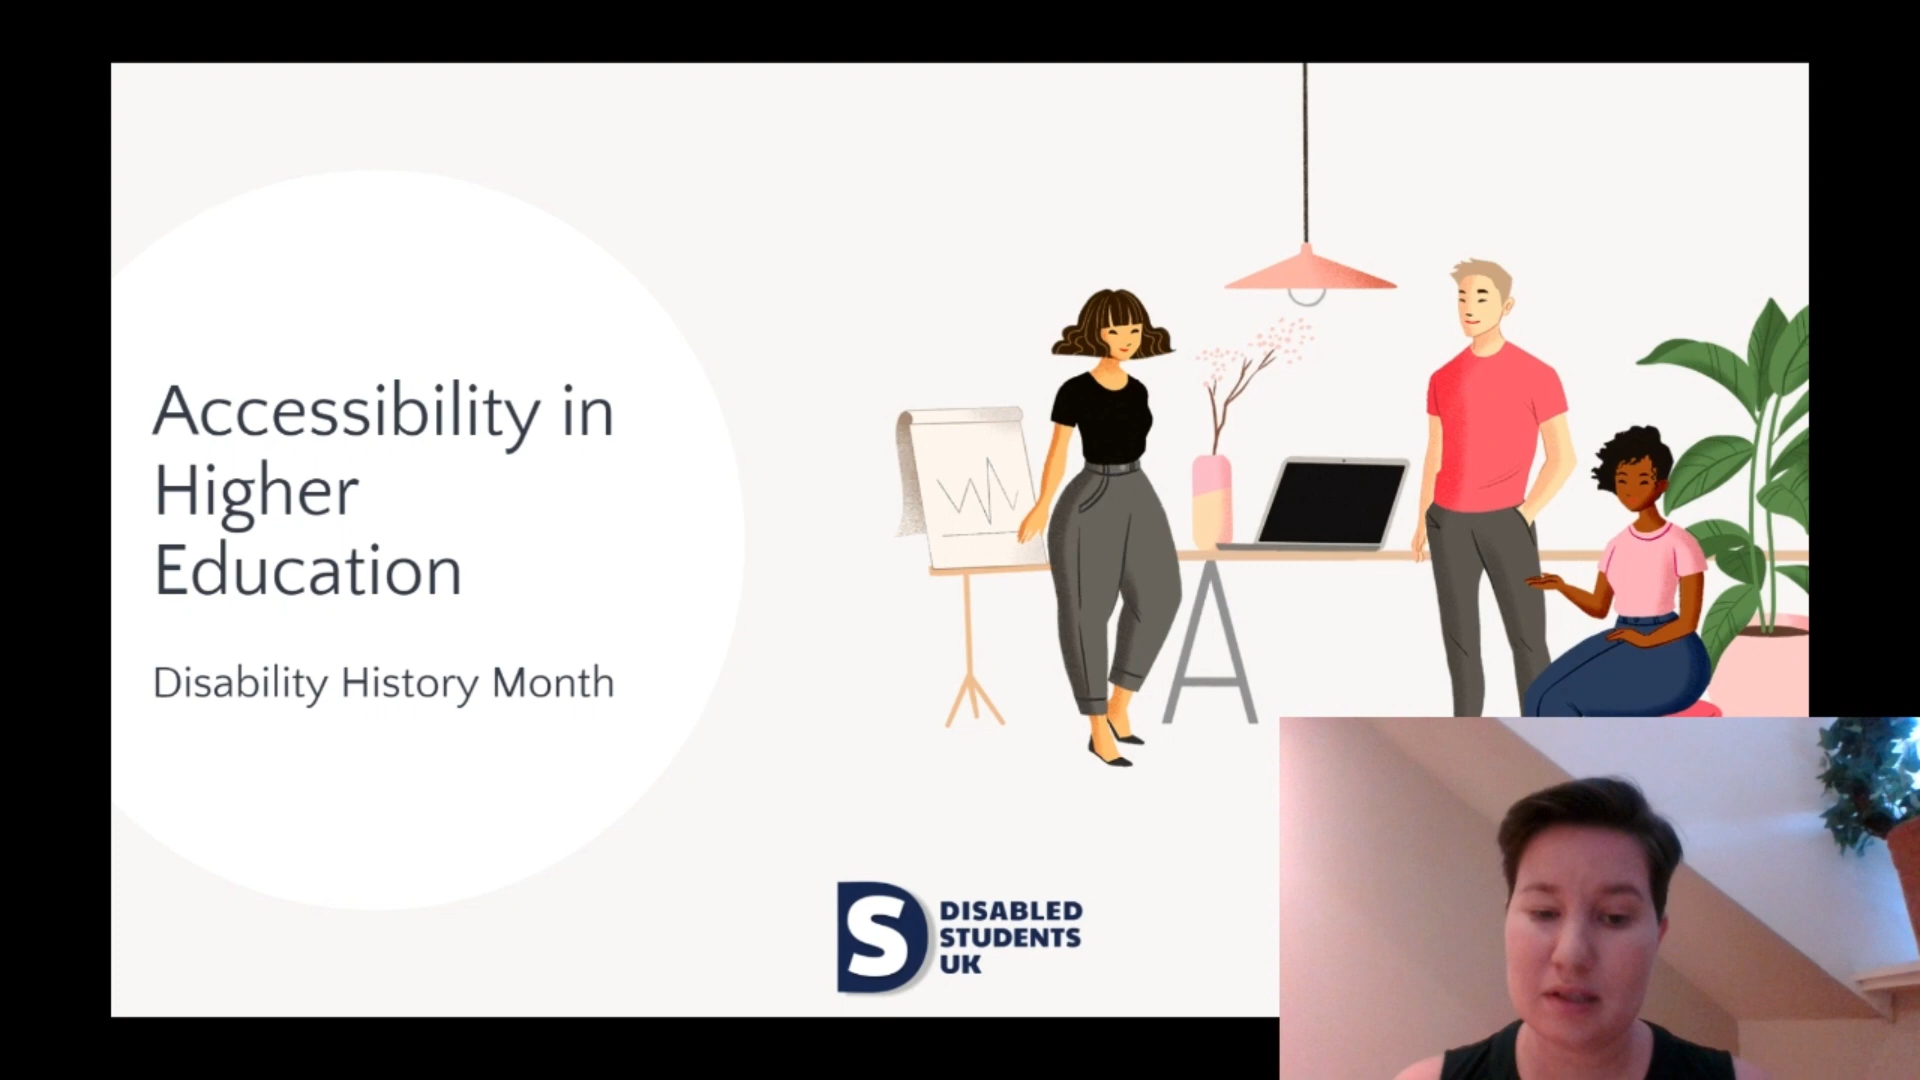 Accessibility in
Higher
Education
Disability History Month
S
DISABLED
STUDENTS
UK